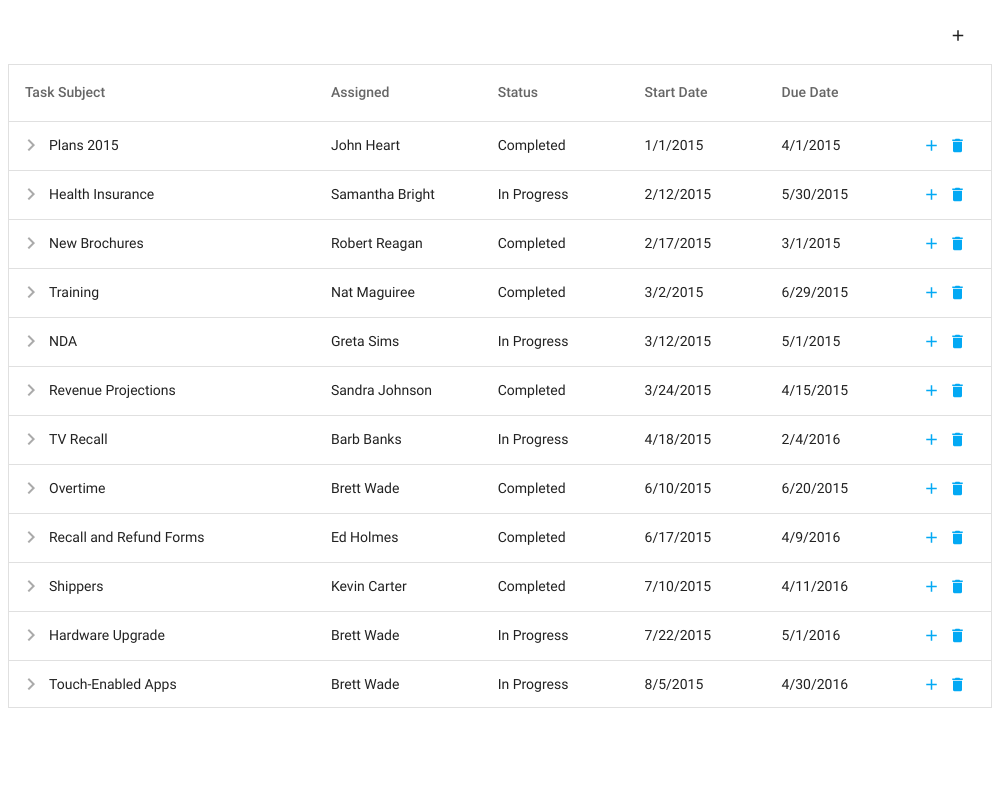 Task Subject Assigned Status Start Date Due Date
Plans 2015 John Heart Completed 1/1/2015 4/1/2015
Health Insurance Samantha Bright In Progress 2/12/2015 5/30/2015
New Brochures Robert Reagan Completed 2/17/2015 3/1/2015
Training Nat Maguiree Completed 3/2/2015 6/29/2015
NDA Greta Sims In Progress 3/12/2015 5/1/2015
Revenue Projections Sandra Johnson Completed 3/24/2015 4/15/2015
TV Recall Barb Banks In Progress 4/18/2015 2/4/2016
Overtime Brett Wade Completed 6/10/2015 6/20/2015
Recall and Refund Forms Ed Holmes Completed 6/17/2015 4/9/2016
Shippers Kevin Carter Completed 7/10/2015 4/11/2016
Hardware Upgrade Brett Wade In Progress 7/22/2015 5/1/2016
Touch-Enabled Apps Brett Wade In Progress 8/5/2015 4/30/2016